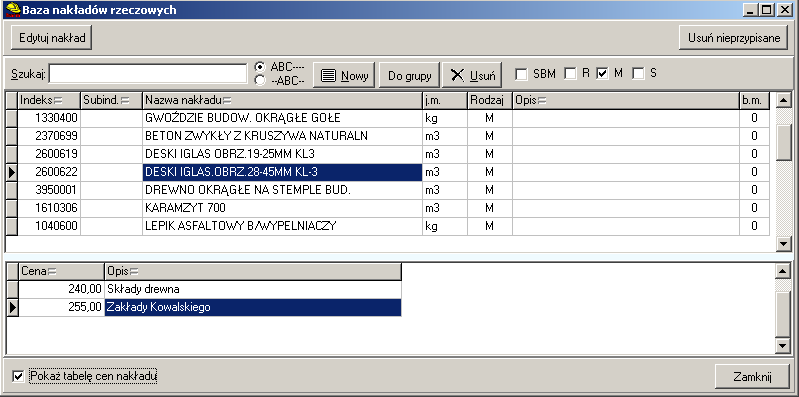 Baza nakładów rzeczowych
Edytuj nakład
Usuń nieprzypisane
Szukaj:
ABC----
--ABC--
Nowy
Do grupy
Usuń
SBM
R
M
S
Indeks Subind. Nazwa nakładu j.m. Rodzaj Opis b.m.
1330400 GWOŹDZIE BUDOW. OKRĄGŁE GOŁE kg M 0
2370699 BETON ZWYKŁY Z KRUSZYWA NATURALN m3 M 0
2600619 DESKI IGLAS OBRZ.19-25MM KL3 m3 M 0
2600622 DESKI IGLAS.OBRZ.28-45MM KL-3 m3 M 0
3950001 DREWNO OKRĄGŁE NA STEMPLE BUD. m3 M 0
1610306 KARAMZYT 700 m3 M 0
1040600 LEPIK ASFALTOWY B/WYPELNIACZY kg M 0
Cena Opis
240,00 Składy drewna
255,00 Zakłady Kowalskiego
Pokaż tabelę cen nakładu
Zamknij